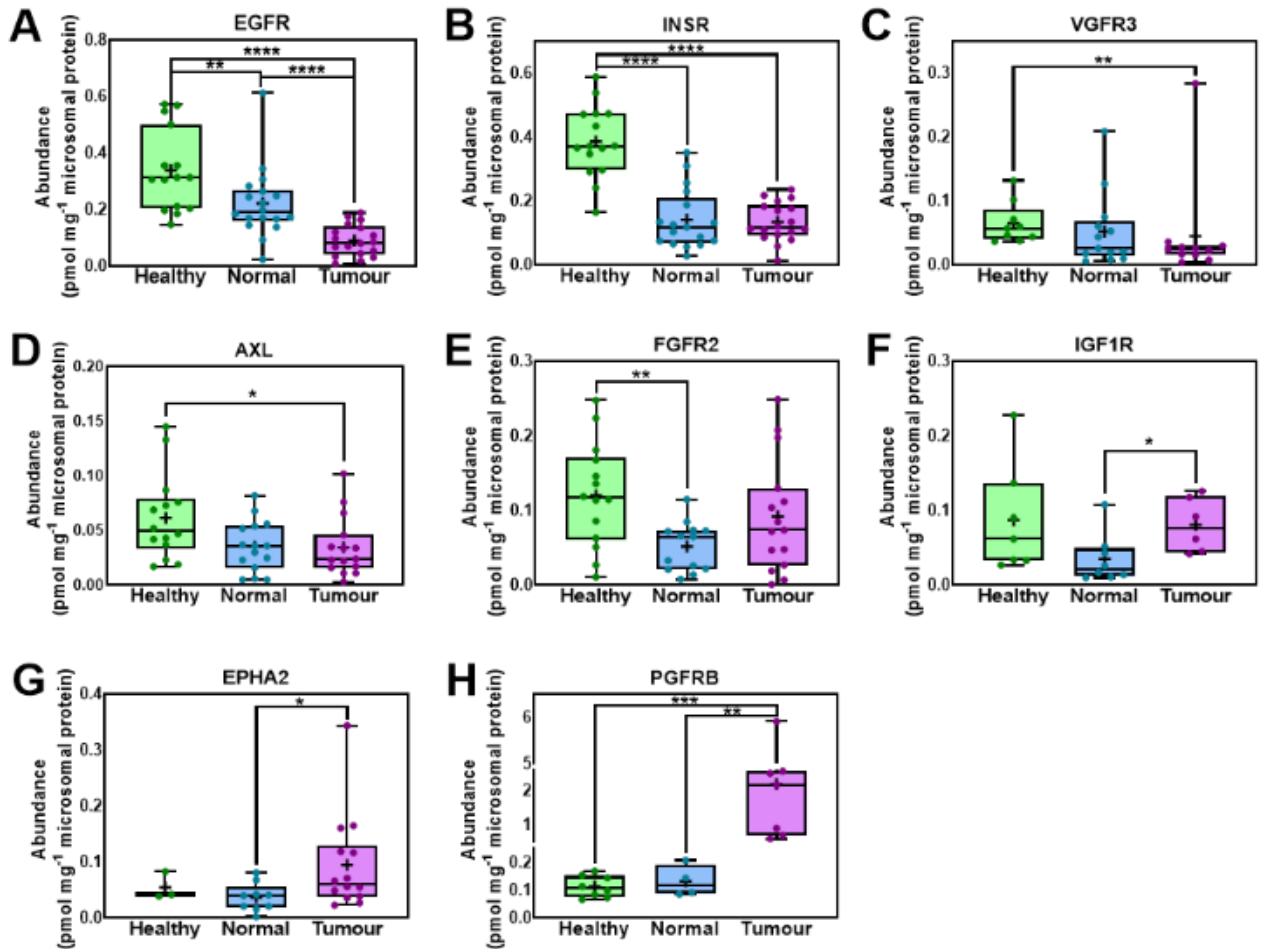 A
EGFR
Abundance
(pmol mg-1 microsomal protein)
0.8
0.6
0.4
0.2
0.0
****
**
****
Healthy Normal Tumour
B
INSR
Abundance
(pmol mg-1 microsomal protein)
0.6
0.4
0.2
0.0
****
****
Healthy Normal Tumour
C
VGFR3
Abundance
(pmol mg-1 microsomal protein)
0.3
0.2
0.1
0.0
**
Healthy Normal Tumour
D
AXL
Abundance
(pmol mg-1 microsomal protein)
0.20
0.15
0.10
0.05
0.00
*
Healthy Normal Tumour
E
FGFR2
Abundance
(pmol mg-1 microsomal protein)
0.3
0.2
0.1
0.0
**
Healthy Normal Tumour
F
IGF1R
Abundance
(pmol mg-1 microsomal protein)
0.3
0.2
0.1
0.0
*
Healthy Normal Tumour
G
EPHA2
Abundance
(pmol mg-1 microsomal protein)
0.4
0.3
0.2
0.1
0.0
*
Healthy Normal Tumour
H
PGFRB
Abundance
(pmol mg-1 microsomal protein)
6
5
2
1
0.2
0.1
0.0
***
**
Healthy Normal Tumour